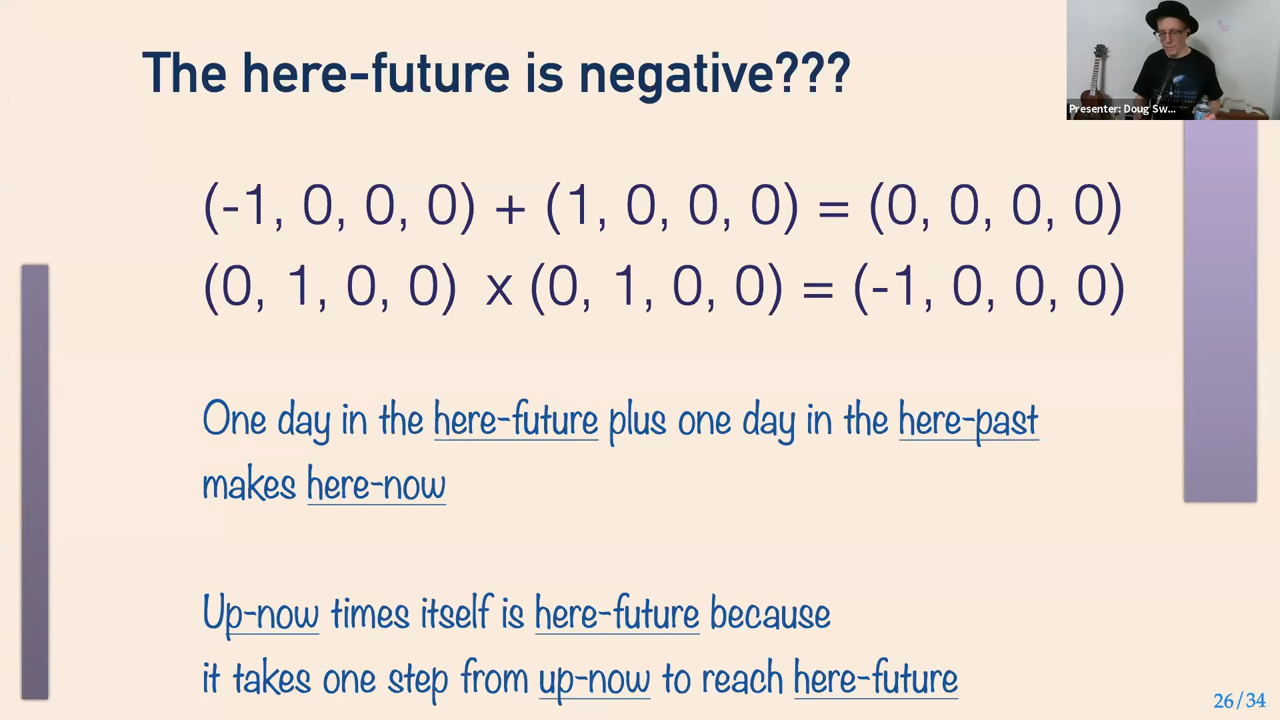 The here-future is negative???
Presenter: Doug Sw...
(-1, 0, 0, 0) + (1, 0, 0, 0) = (0, 0, 0, 0)
(0, 1, 0, 0) x (0, 1, 0, 0) = (-1, 0, 0, 0)
One day in the here-future plus one day in the here-past
makes here-now
Up-now times itself is here-future because
it takes one step from up-now to reach here-future
26/34